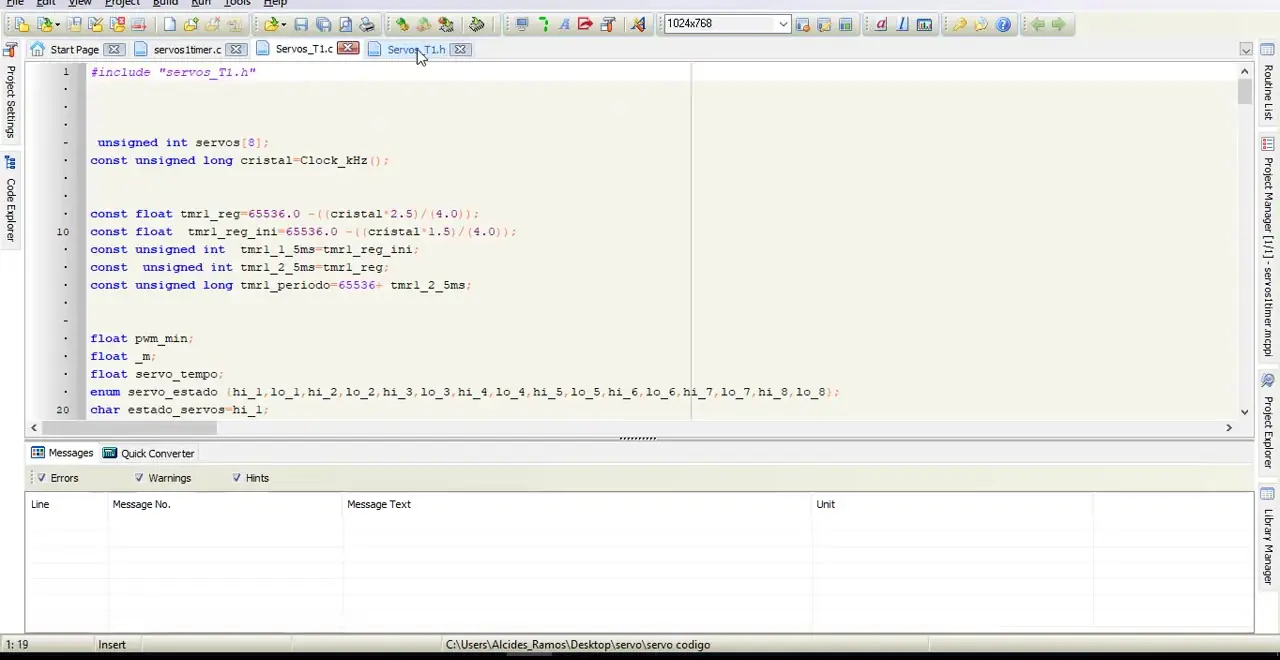 File Edit View Project Build Run Tools Help
1024x768
Start Page servos1timer.c Servos_T1.c Servos_T1.h
Project Settings
Code Explorer
1 #include "servos_T1.h"
unsigned int servos[8];
const unsigned long cristal=Clock_kHz();
const float tmr1_reg=65536.0 -((cristal*2.5)/(4.0));
10 const float  tmr1_reg_ini=65536.0 -((cristal*1.5)/(4.0));
const unsigned int  tmr1_1_5ms=tmr1_reg_ini;
const  unsigned int tmr1_2_5ms=tmr1_reg;
const unsigned long tmr1_periodo=65536+ tmr1_2_5ms;
float pwm_min;
float _m;
float servo_tempo;
enum servo_estado {hi_1,lo_1,hi_2,lo_2,hi_3,lo_3,hi_4,lo_4,hi_5,lo_5,hi_6,lo_6,hi_7,lo_7,hi_8,lo_8};
20 char estado_servos=hi_1;
Routine List
Project Manager [1/1] - servos1timer.mcppi
Project Explorer
Library Manager
Messages Quick Converter
Errors Warnings Hints
Line Message No. Message Text Unit
1: 19 Insert C:\Users\Alcides_Ramos\Desktop\servo\servo codigo